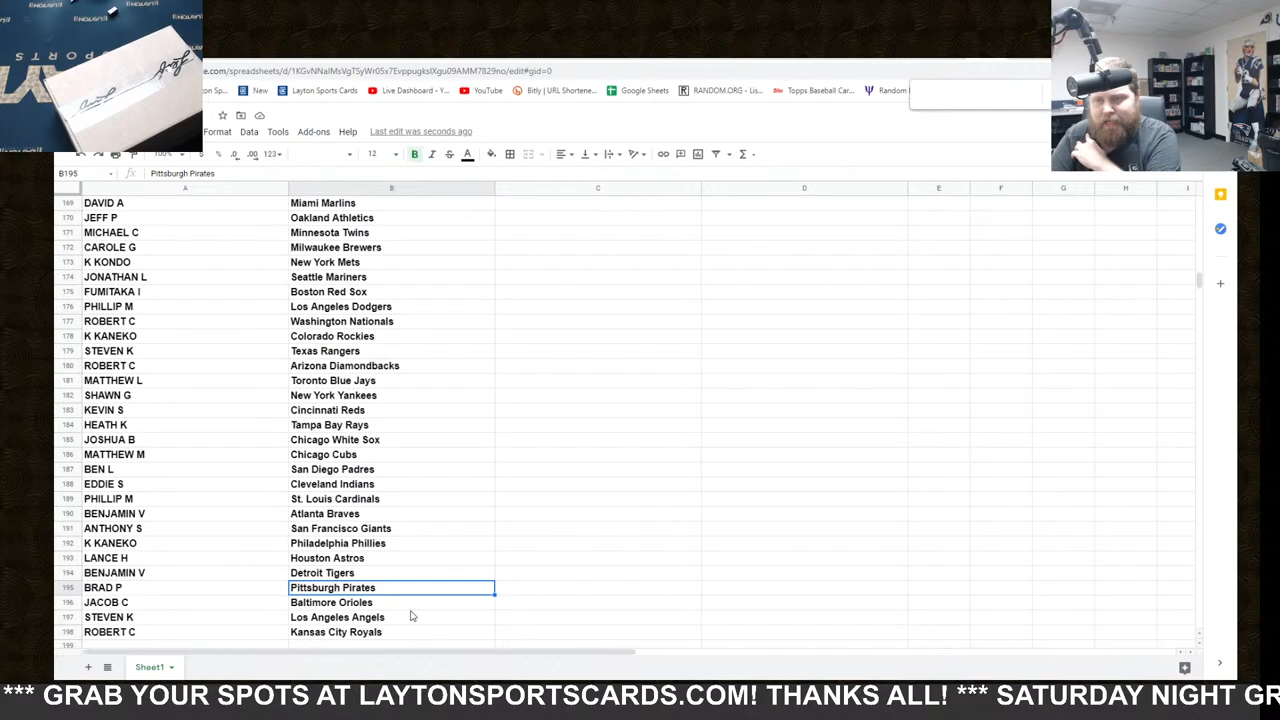 .com/spreadsheets/d/1KGvNNalMsVgTSyWr05x7EvppugkslXgu09AMM7829no/edit#gid=0
New Layton Sports Cards Live Dashboard - Y... YouTube Bitly | URL Shortene... Google Sheets RANDOM.ORG - Lis... Topps Baseball Car... Random
Format Data Tools Add-ons Help Last edit was seconds ago
100% % .0 .00 123 12 B I S A
B195 fx Pittsburgh Pirates
A B C D E F G H I
169 DAVID A Miami Marlins
170 JEFF P Oakland Athletics
171 MICHAEL C Minnesota Twins
172 CAROLE G Milwaukee Brewers
173 K KONDO New York Mets
174 JONATHAN L Seattle Mariners
175 FUMITAKA I Boston Red Sox
176 PHILLIP M Los Angeles Dodgers
177 ROBERT C Washington Nationals
178 K KANEKO Colorado Rockies
179 STEVEN K Texas Rangers
180 ROBERT C Arizona Diamondbacks
181 MATTHEW L Toronto Blue Jays
182 SHAWN G New York Yankees
183 KEVIN S Cincinnati Reds
184 HEATH K Tampa Bay Rays
185 JOSHUA B Chicago White Sox
186 MATTHEW M Chicago Cubs
187 BEN L San Diego Padres
188 EDDIE S Cleveland Indians
189 PHILLIP M St. Louis Cardinals
190 BENJAMIN V Atlanta Braves
191 ANTHONY S San Francisco Giants
192 K KANEKO Philadelphia Phillies
193 LANCE H Houston Astros
194 BENJAMIN V Detroit Tigers
195 BRAD P Pittsburgh Pirates
196 JACOB C Baltimore Orioles
197 STEVEN K Los Angeles Angels
198 ROBERT C Kansas City Royals
199
Sheet1
*** GRAB YOUR SPOTS AT LAYTONSPORTSCARDS.COM! THANKS ALL! *** SATURDAY NIGHT GR